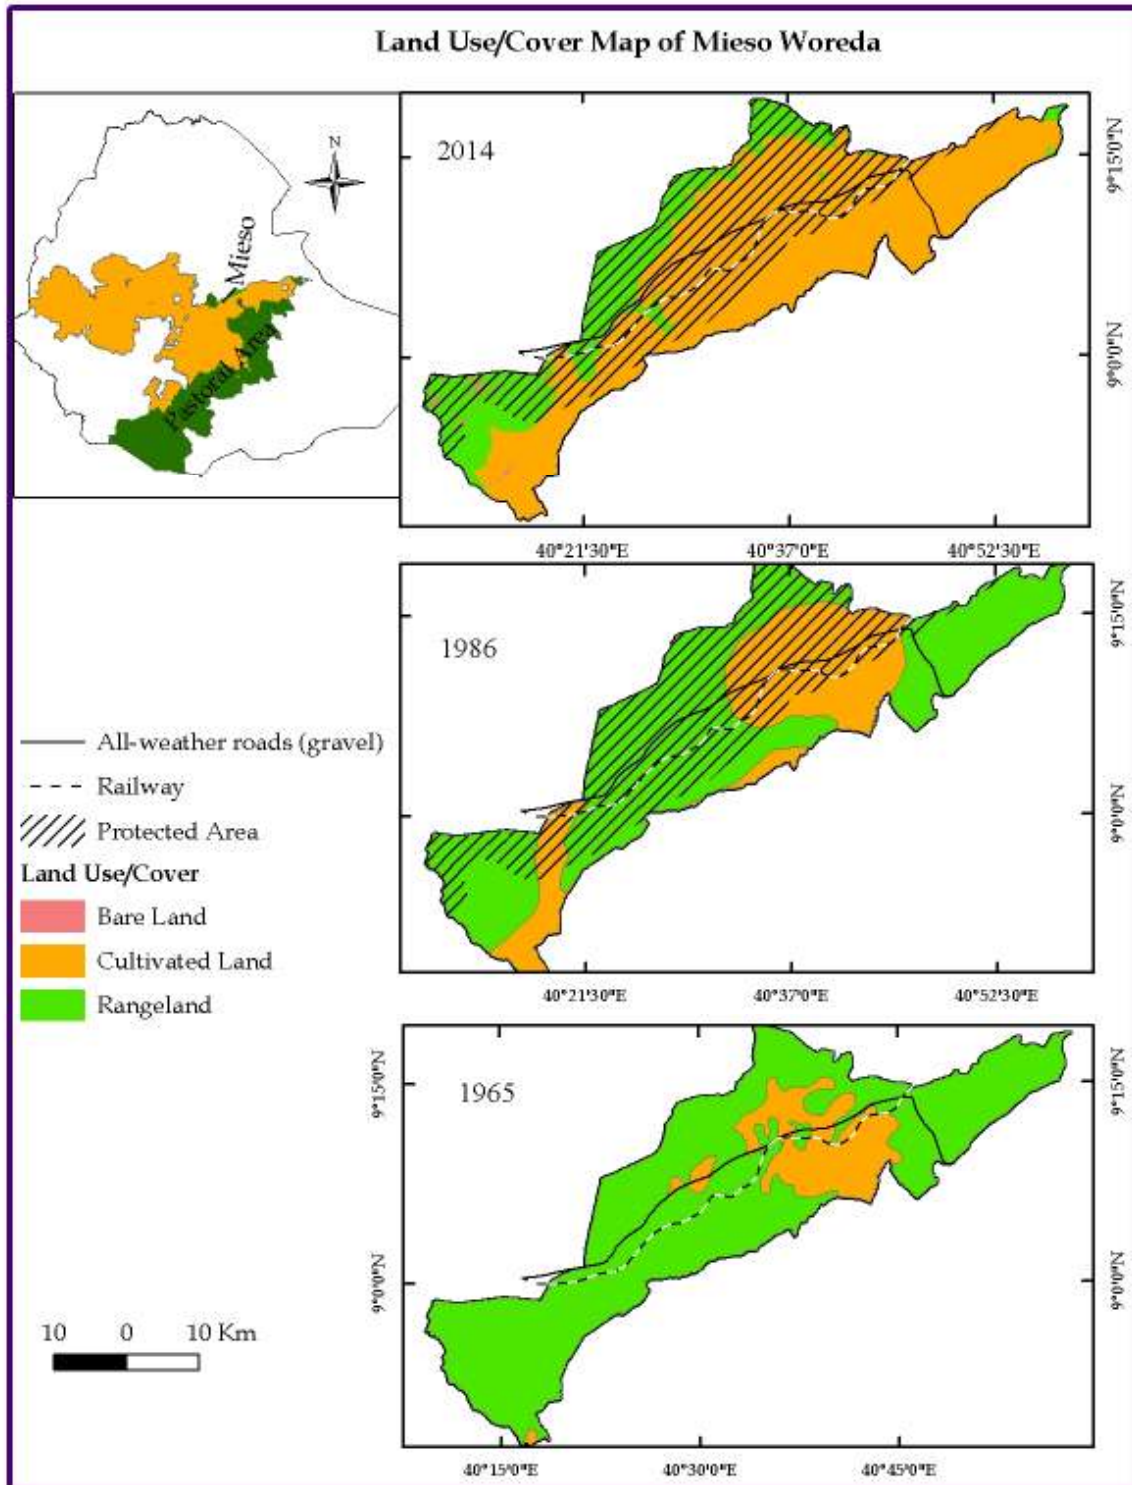 Land Use/Cover Map of Mieso Woreda
N
Mieso
Pastoral Area
2014
9°15'0"N
9°0'0"N
40°21'30"E 40°37'0"E 40°52'30"E
1986
9°15'0"N
9°0'0"N
40°21'30"E 40°37'0"E 40°52'30"E
All-weather roads (gravel)
Railway
Protected Area
Land Use/Cover
Bare Land
Cultivated Land
Rangeland
1965
9°15'0"N
9°15'0"N
9°0'0"N
9°0'0"N
10 0 10 Km
40°15'0"E 40°30'0"E 40°45'0"E